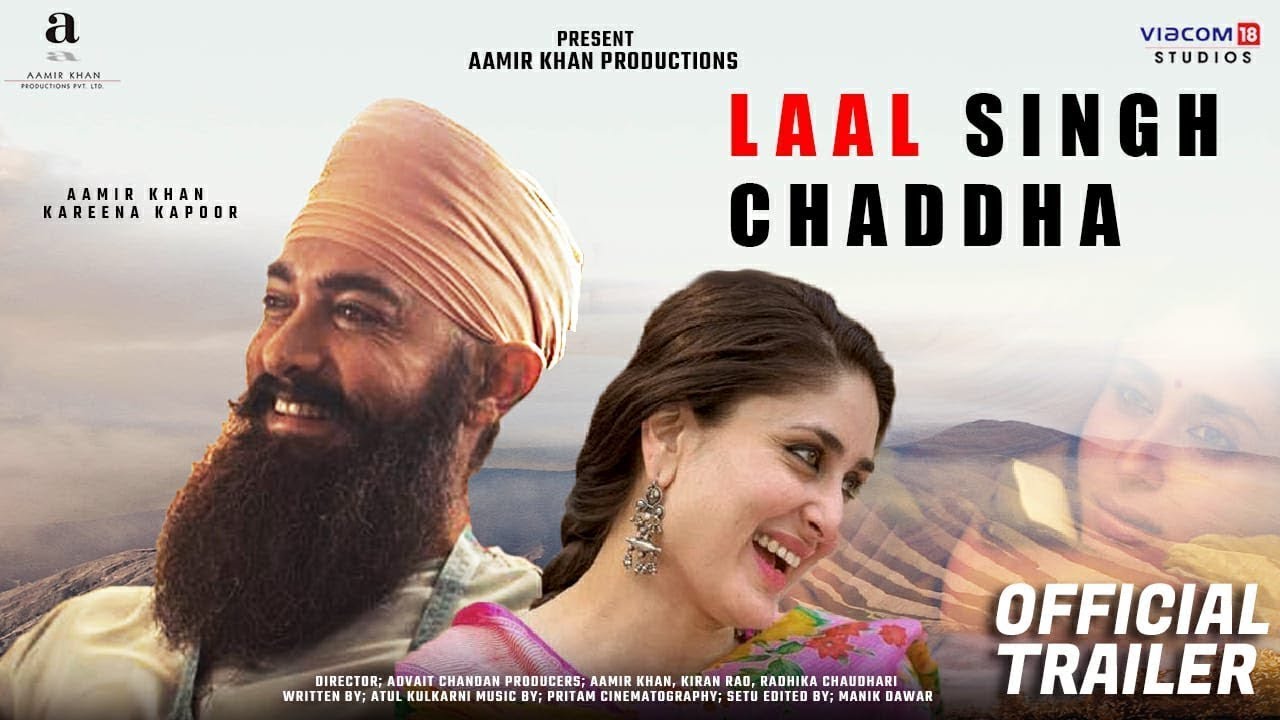 a
AAMIR KHAN
PRODUCTIONS PVT. LTD.
PRESENT
AAMIR KHAN PRODUCTIONS
VIACOM 18
STUDIOS
LAAL SINGH
CHADDHA
AAMIR KHAN
KAREENA KAPOOR
OFFICIAL
TRAILER
DIRECTOR; ADVAIT CHANDAN PRODUCERS; AAMIR KHAN, KIRAN RAO, RADHIKA CHAUDHARI
WRITTEN BY; ATUL KULKARNI MUSIC BY; PRITAM CINEMATOGRAPHY; SETU EDITED BY; MANIK DAWAR